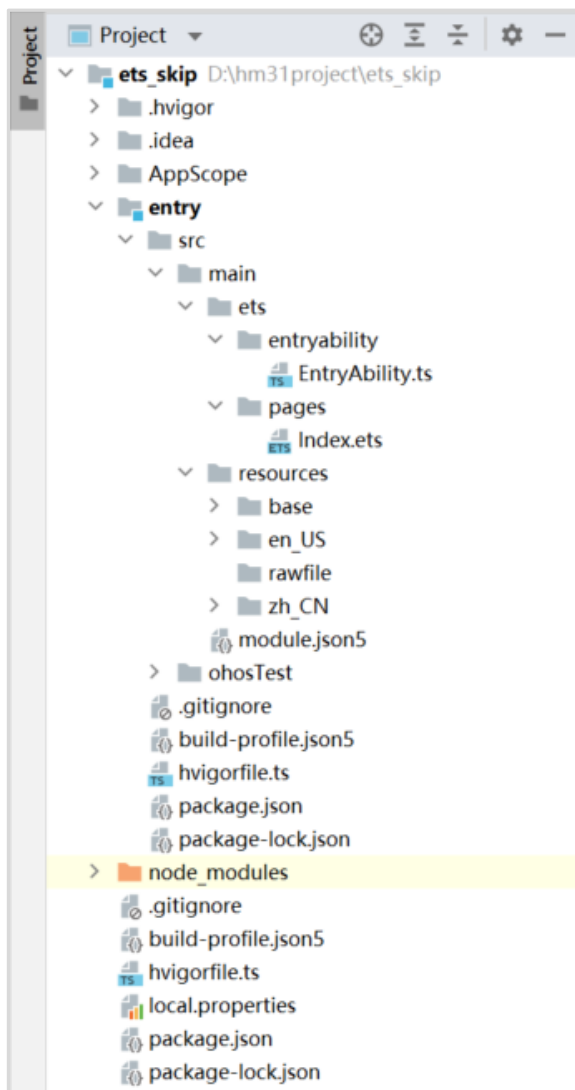 Project
Project
ets_skip D:\hm31project\ets_skip
.hvigor
.idea
AppScope
entry
src
main
ets
entryability
TS EntryAbility.ts
pages
ETS Index.ets
resources
base
en_US
rawfile
zh_CN
module.json5
ohosTest
.gitignore
build-profile.json5
TS hvigorfile.ts
package.json
package-lock.json
node_modules
.gitignore
build-profile.json5
TS hvigorfile.ts
local.properties
package.json
package-lock.json